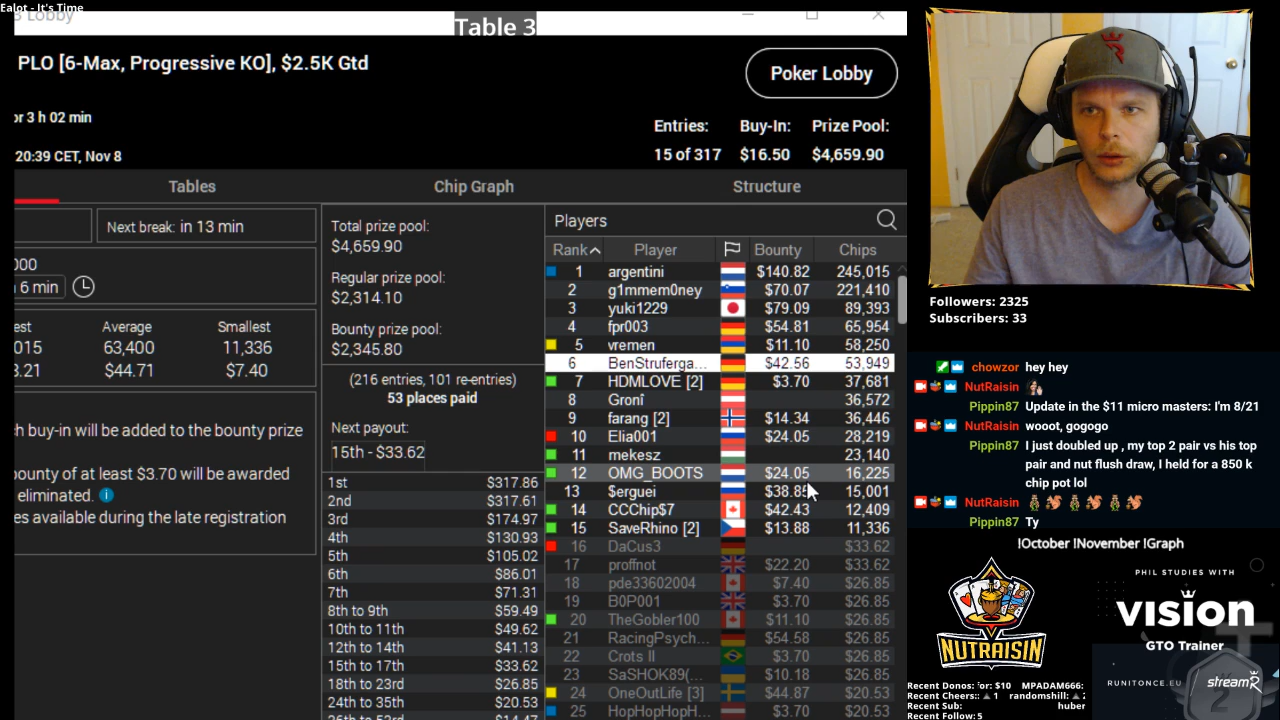 Ealot - It's Time
Lobby
Table 3
PLO [6-Max, Progressive KO], $2.5K Gtd
Poker Lobby
or 3 h 02 min
20:39 CET, Nov 8
Entries: Buy-In: Prize Pool:
15 of 317 $16.50 $4,659.90
Tables Chip Graph Structure
Next break: in 13 min
000
6 min
est Average Smallest
015 63,400 11,336
3.21 $44.71 $7.40
ch buy-in will be added to the bounty prize
ounty of at least $3.70 will be awarded
eliminated.
es available during the late registration
Total prize pool:
$4,659.90
Regular prize pool:
$2,314.10
Bounty prize pool:
$2,345.80
(216 entries, 101 re-entries)
53 places paid
Next payout:
15th - $33.62
1st $317.86
2nd $317.61
3rd $174.97
4th $130.93
5th $105.02
6th $86.01
7th $71.31
8th to 9th $59.49
10th to 11th $49.62
12th to 14th $41.13
15th to 17th $33.62
18th to 23rd $26.85
24th to 35th $20.53
36th to 53rd $14.47
Players
Rank Player Bounty Chips
1 argentini $140.82 245,015
2 g1mmem0ney $70.07 221,410
3 yuki1229 $79.09 89,393
4 fpr003 $54.81 65,954
5 vremen $11.10 58,250
6 BenStruferga... $42.56 53,949
7 HDMLOVE [2] $3.70 37,681
8 Gronî 36,572
9 farang [2] $14.34 36,446
10 Elia001 $24.05 28,219
11 mekesz 23,140
12 OMG_BOOTS $24.05 16,225
13 $erguei $38.85 15,001
14 CCChip$7 $42.43 12,409
15 SaveRhino [2] $13.88 11,336
16 DaCus3 $33.62
17 proffnot $22.20 $33.62
18 pde33602004 $7.40 $26.85
19 B0P001 $3.70 $26.85
20 TheGobler100 $11.10 $26.85
21 RacingPsych... $54.58 $26.85
22 Crots II $3.70 $26.85
23 SaSHOK89(... $10.18 $26.85
24 OneOutLife [3] $44.87 $20.53
25 HopHopHopH... $3.70 $20.53
Followers: 2325
Subscribers: 33
chowzor hey hey
NutRaisin
Pippin87 Update in the $11 micro masters: I'm 8/21
NutRaisin wooot, gogogo
Pippin87 I just doubled up , my top 2 pair vs his top
pair and nut flush draw, I held for a 850 k
chip pot lol
NutRaisin
Pippin87 Ty
!October !November !Graph
NUTRAISIN
PHIL STUDIES WITH
vision
GTO Trainer
RUNITONCE.EU
streamR
Recent Donos: for: $10 MPADAM666:
Recent Cheers: 1 randomshill: 2
Recent Sub: huber
Recent Follow: 5